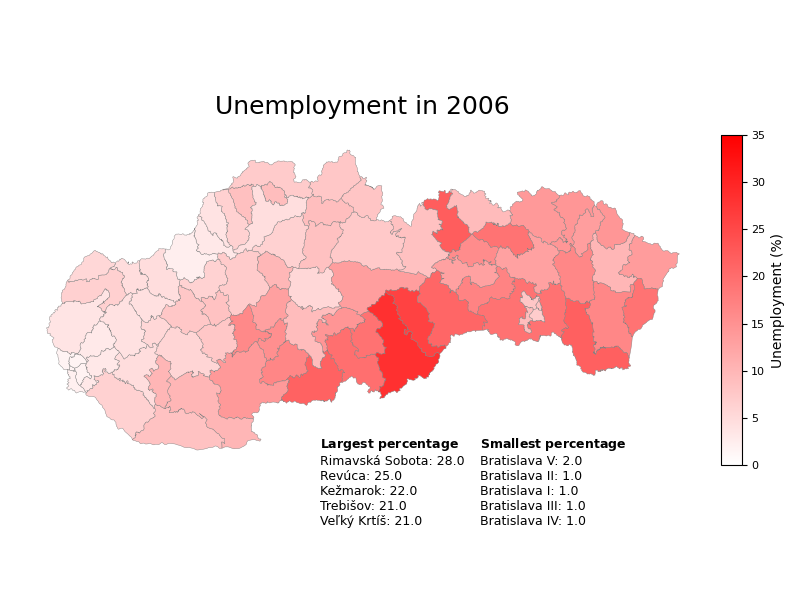 Unemployment in 2006
35
30
25
20
15
10
5
0
Unemployment (%)
Largest percentage
Rimavská Sobota: 28.0
Revúca: 25.0
Kežmarok: 22.0
Trebišov: 21.0
Veľký Krtíš: 21.0
Smallest percentage
Bratislava V: 2.0
Bratislava II: 1.0
Bratislava I: 1.0
Bratislava III: 1.0
Bratislava IV: 1.0